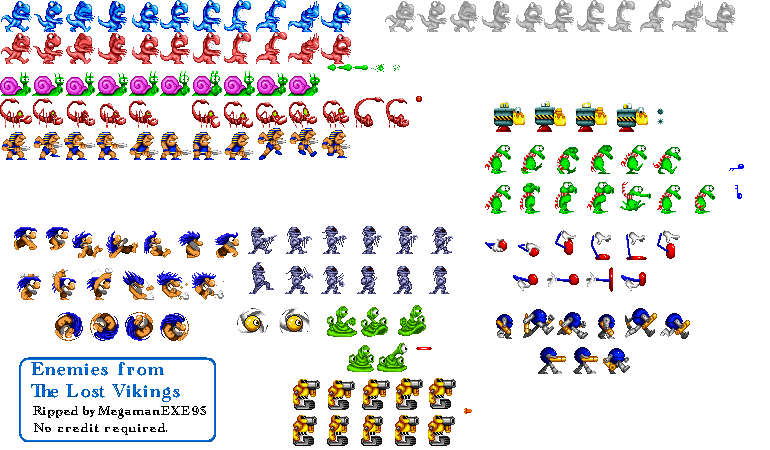 Enemies from
The Lost Vikings
Ripped by MegamanEXE95
No credit required.